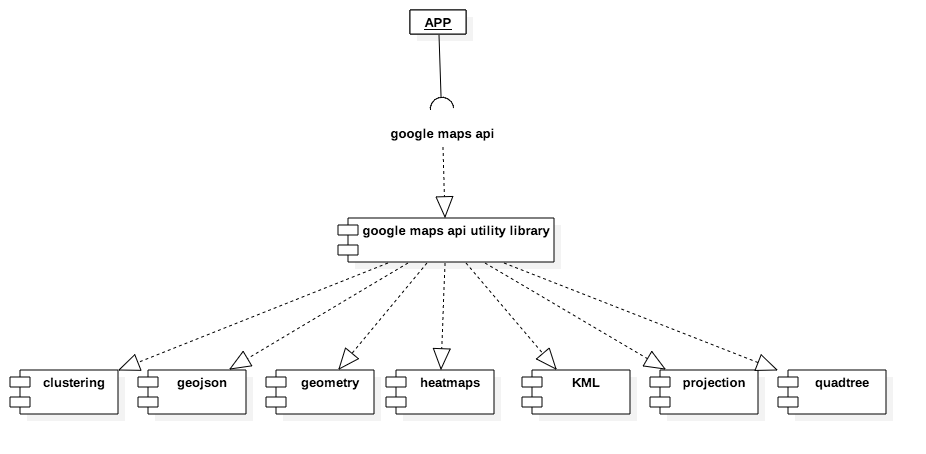 APP
google maps api
google maps api utility library
clustering
geojson
geometry
heatmaps
KML
projection
quadtree